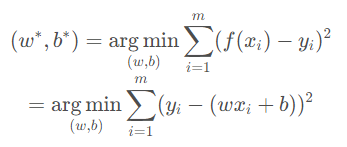 (w*, b*) = arg min_{(w,b)} ∑_{i=1}^{m} (f(x_i) − y_i)²
= arg min_{(w,b)} ∑_{i=1}^{m} (y_i − (wx_i + b))²